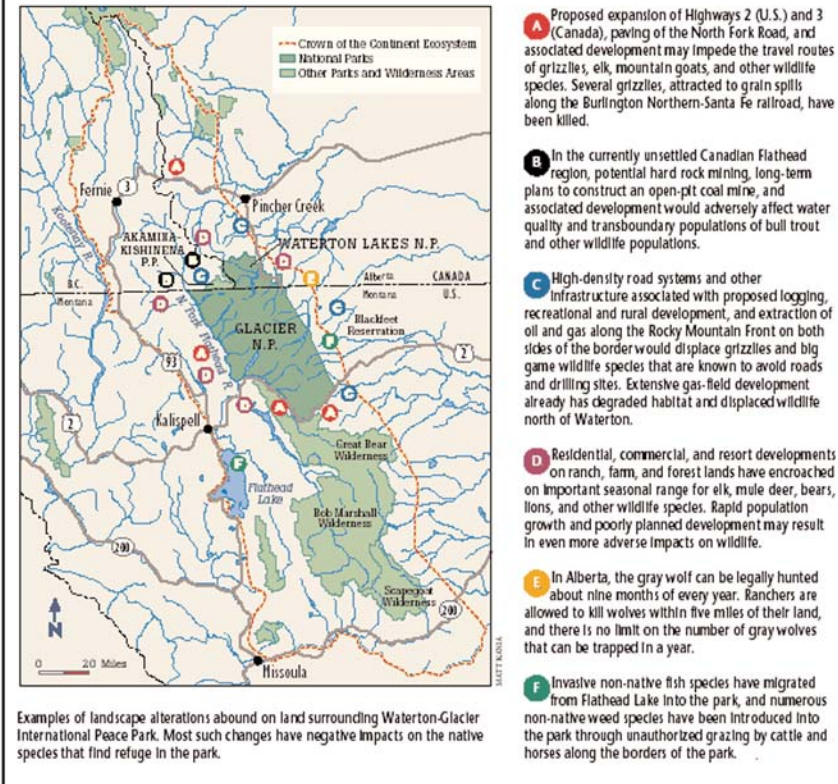 Crown of the Continent Ecosystem
National Parks
Other Parks and Wilderness Areas
A
Fernie
3
Pincher Creek
Kootenay R.
C
D
AKAMINA-
KISHINENA
P.P.
B
WATERTON LAKES N.P.
D
D
C
E
B.C.
Montana
Alberta
Montana
CANADA
U.S.
D
C
N. Fork Flathead R.
GLACIER
N.P.
Blackfeet
Reservation
F
93
A
D
2
C
D
A
A
2
Kalispell
Great Bear
Wilderness
F
Flathead
Lake
Bob Marshall
Wilderness
200
Scapegoat
Wilderness
200
N
0 20 Miles
Missoula
MATT KANIA
Examples of landscape alterations abound on land surrounding Waterton-Glacier
International Peace Park. Most such changes have negative impacts on the native
species that find refuge in the park.
A Proposed expansion of Highways 2 (U.S.) and 3
(Canada), paving of the North Fork Road, and
associated development may impede the travel routes
of grizzlies, elk, mountain goats, and other wildlife
species. Several grizzlies, attracted to grain spills
along the Burlington Northern-Santa Fe railroad, have
been killed.
B In the currently unsettled Canadian Flathead
region, potential hard rock mining, long-term
plans to construct an open-pit coal mine, and
associated development would adversely affect water
quality and transboundary populations of bull trout
and other wildlife populations.
C High-density road systems and other
infrastructure associated with proposed logging,
recreational and rural development, and extraction of
oil and gas along the Rocky Mountain Front on both
sides of the border would displace grizzlies and big
game wildlife species that are known to avoid roads
and drilling sites. Extensive gas-field development
already has degraded habitat and displaced wildlife
north of Waterton.
D Residential, commercial, and resort developments
on ranch, farm, and forest lands have encroached
on important seasonal range for elk, mule deer, bears,
lions, and other wildlife species. Rapid population
growth and poorly planned development may result
in even more adverse impacts on wildlife.
E In Alberta, the gray wolf can be legally hunted
about nine months of every year. Ranchers are
allowed to kill wolves within five miles of their land,
and there is no limit on the number of gray wolves
that can be trapped in a year.
F Invasive non-native fish species have migrated
from Flathead Lake into the park, and numerous
non-native weed species have been introduced into
the park through unauthorized grazing by cattle and
horses along the borders of the park.